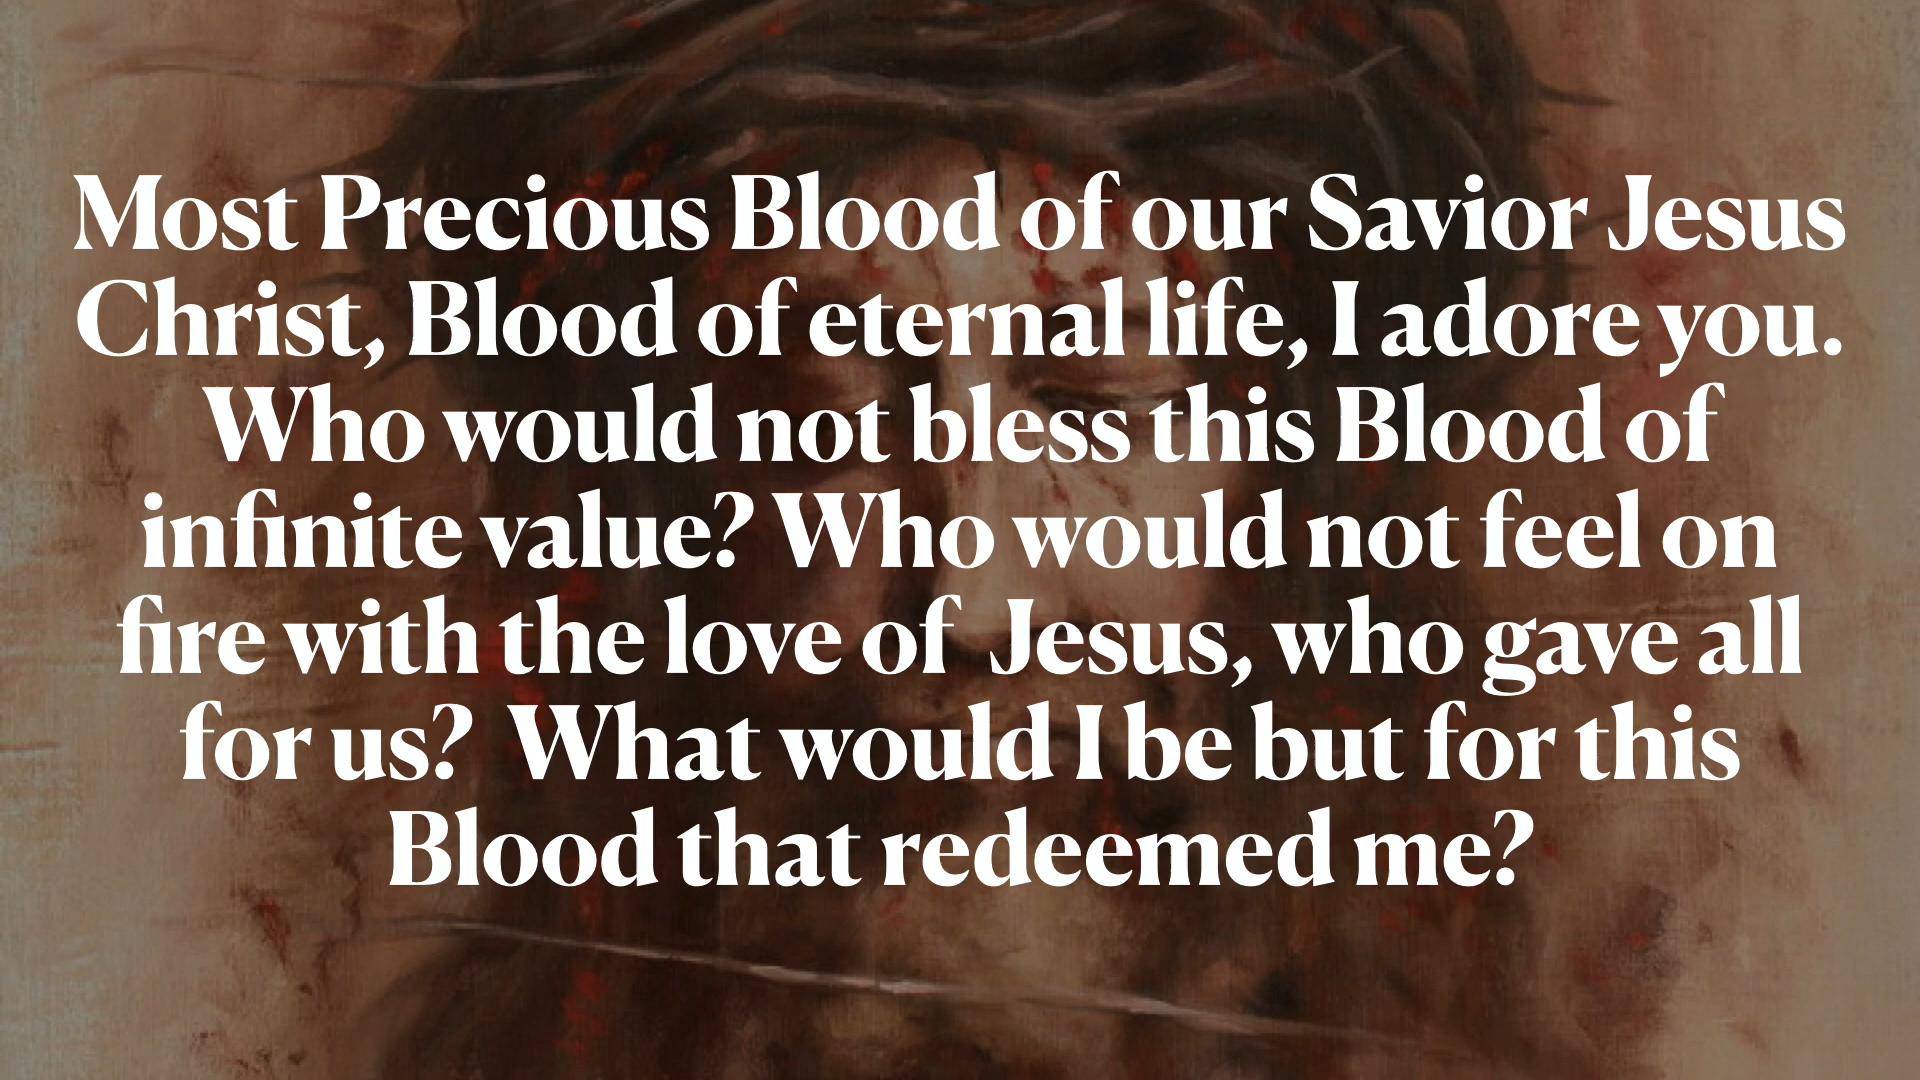 Most Precious Blood of our Savior Jesus
Christ, Blood of eternal life, I adore you.
Who would not bless this Blood of
infinite value? Who would not feel on
fire with the love of Jesus, who gave all
for us? What would I be but for this
Blood that redeemed me?